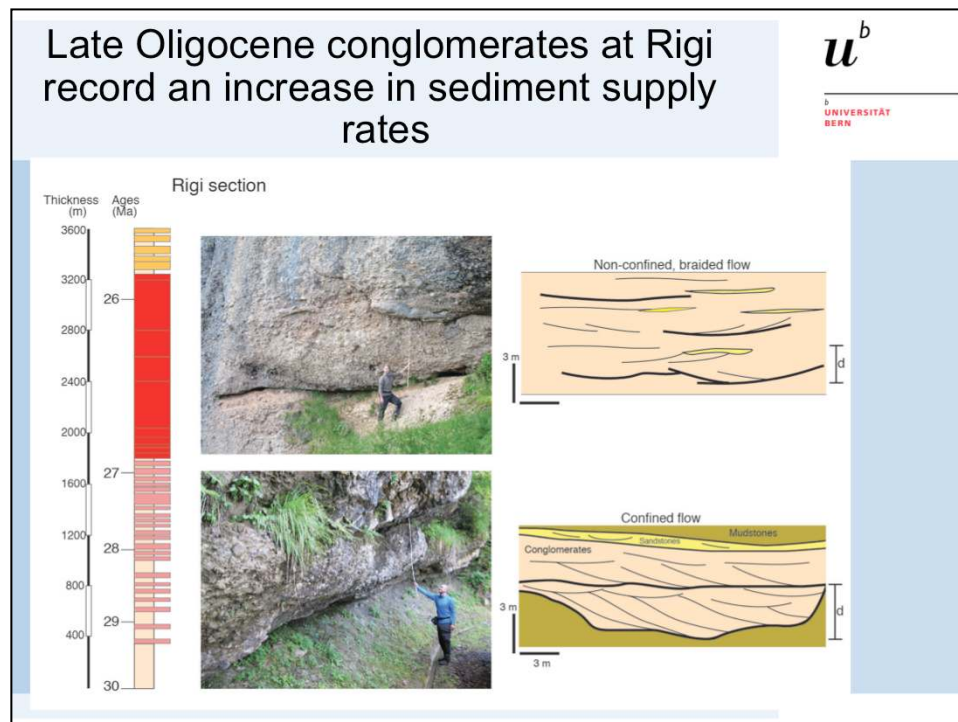 Late Oligocene conglomerates at Rigi
record an increase in sediment supply
rates
u^b
b
UNIVERSITÄT
BERN
Rigi section
Thickness
(m)
Ages
(Ma)
3600
3200
2800
2400
2000
1600
1200
800
400
26
27
28
29
30
Non-confined, braided flow
3 m
d
Confined flow
Mudstones
Sandstones
Conglomerates
3 m
d
3 m